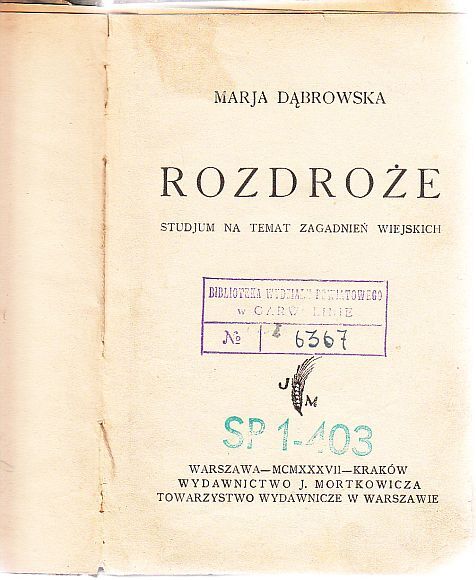 MARJA DĄBROWSKA
ROZDROŻE
STUDJUM NA TEMAT ZAGADNIEŃ WIEJSKICH
BIBLIOTEKA WYDZIAŁU POWIATOWEGO
w GARWOLINIE
№ I 6367
J M
SP 1-403
WARSZAWA—MCMXXXVII—KRAKÓW
WYDAWNICTWO J. MORTKOWICZA
TOWARZYSTWO WYDAWNICZE W WARSZAWIE